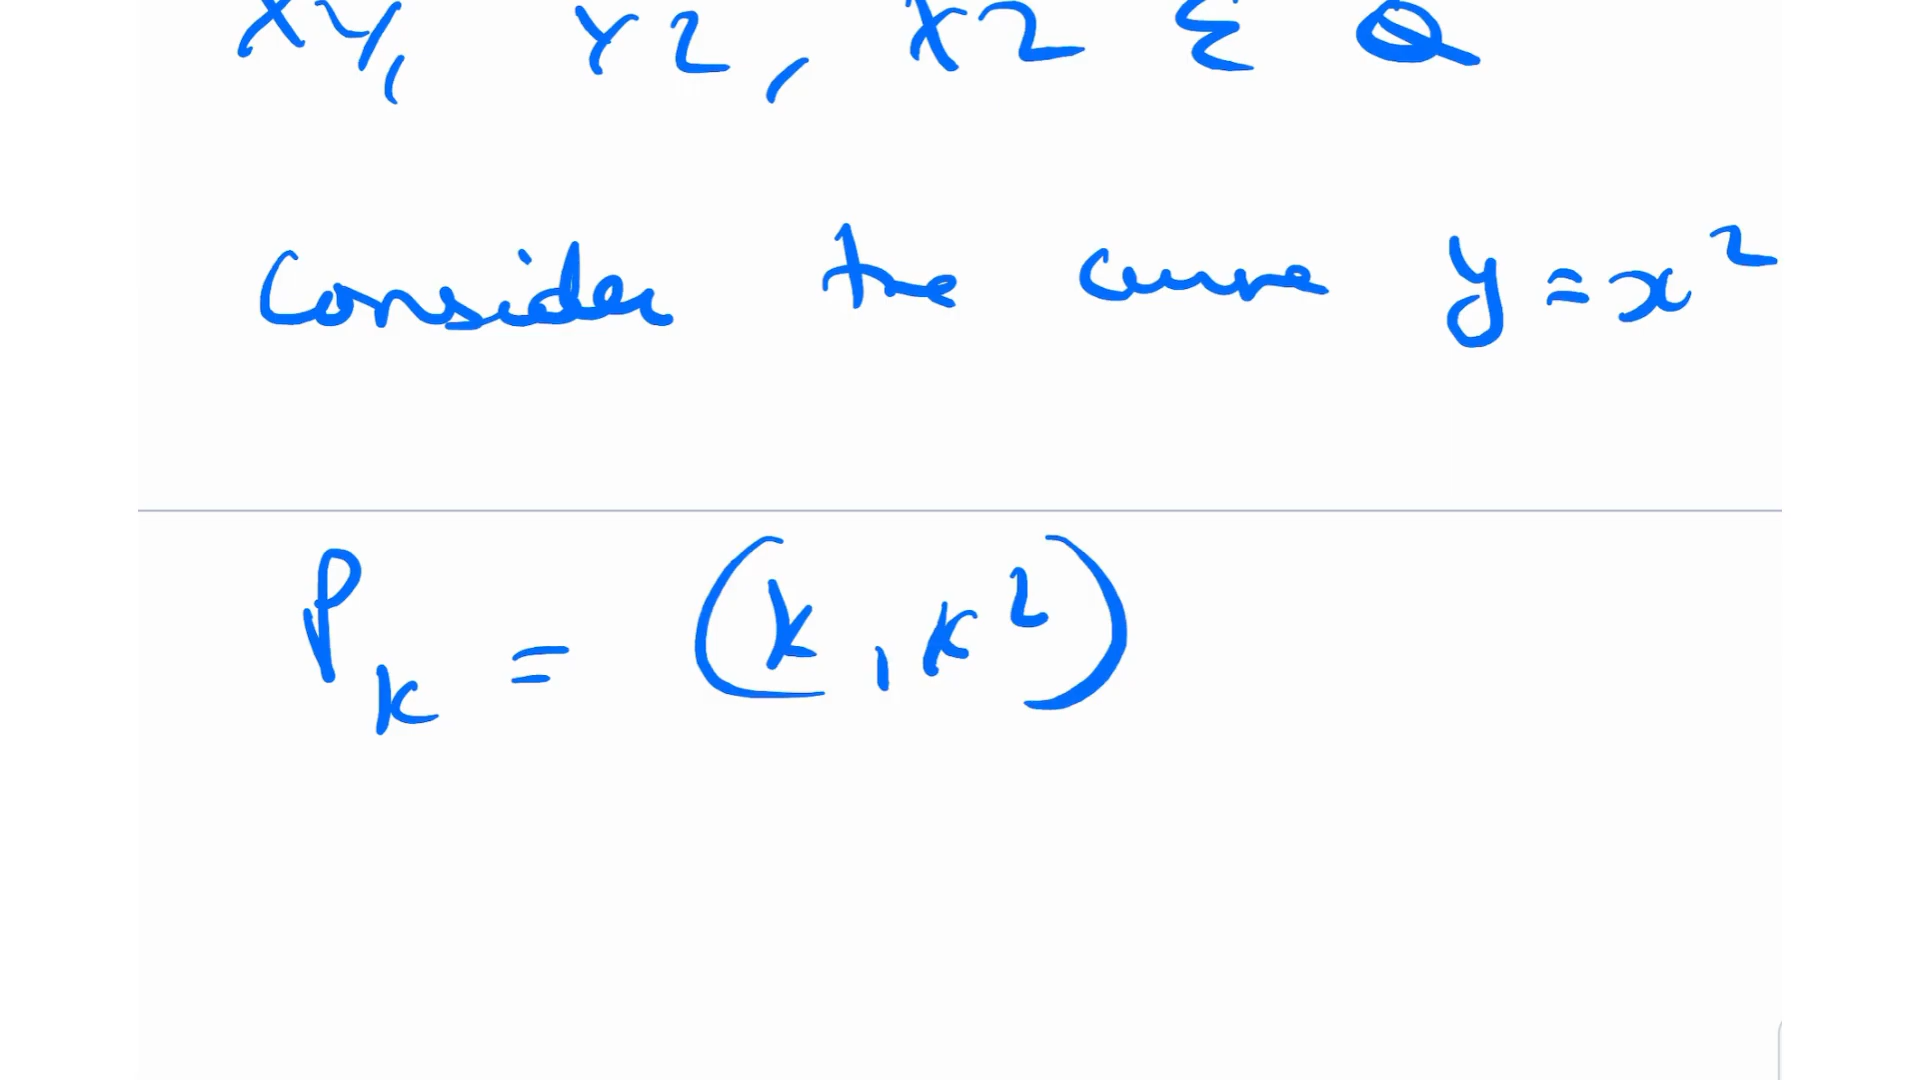 XY, YZ, XZ ∈ Q
Consider the curve y = x²
P_k = (k, k²)